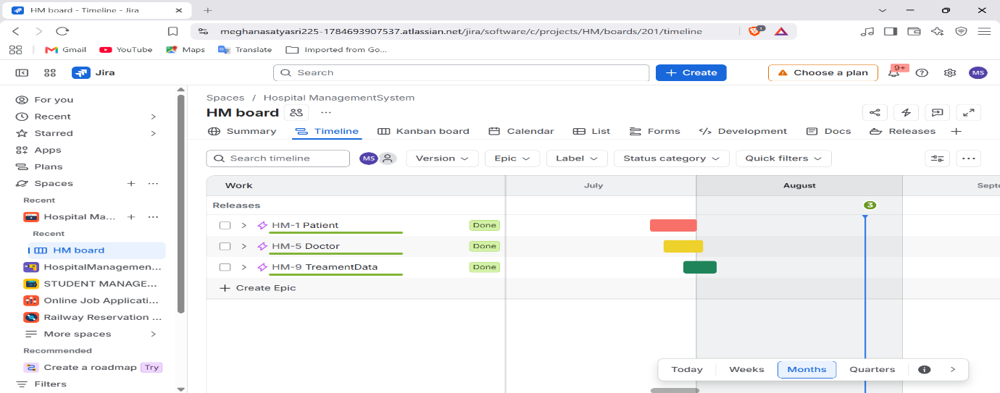 HM board - Timeline - Jira
meghanasatyasri225-1784693907537.atlassian.net/jira/software/c/projects/HM/boards/201/timeline
1
Gmail YouTube Maps Translate Imported from Go...
Jira Search Create Choose a plan 9+ MS
For you
Recent
Starred
Apps
Plans
Spaces
Recent
Hospital Ma...
Recent
HM board
HospitalManagemen...
STUDENT MANAGE...
Online Job Applicati...
Railway Reservation ...
More spaces
Recommended
Create a roadmap Try
Filters
Spaces / Hospital ManagementSystem
HM board
Summary Timeline Kanban board Calendar List Forms Development Docs Releases
Search timeline MS Version Epic Label Status category Quick filters
Work July August Septe
Releases 3
HM-1 Patient Done
HM-5 Doctor Done
HM-9 TreamentData Done
Create Epic
Today Weeks Months Quarters